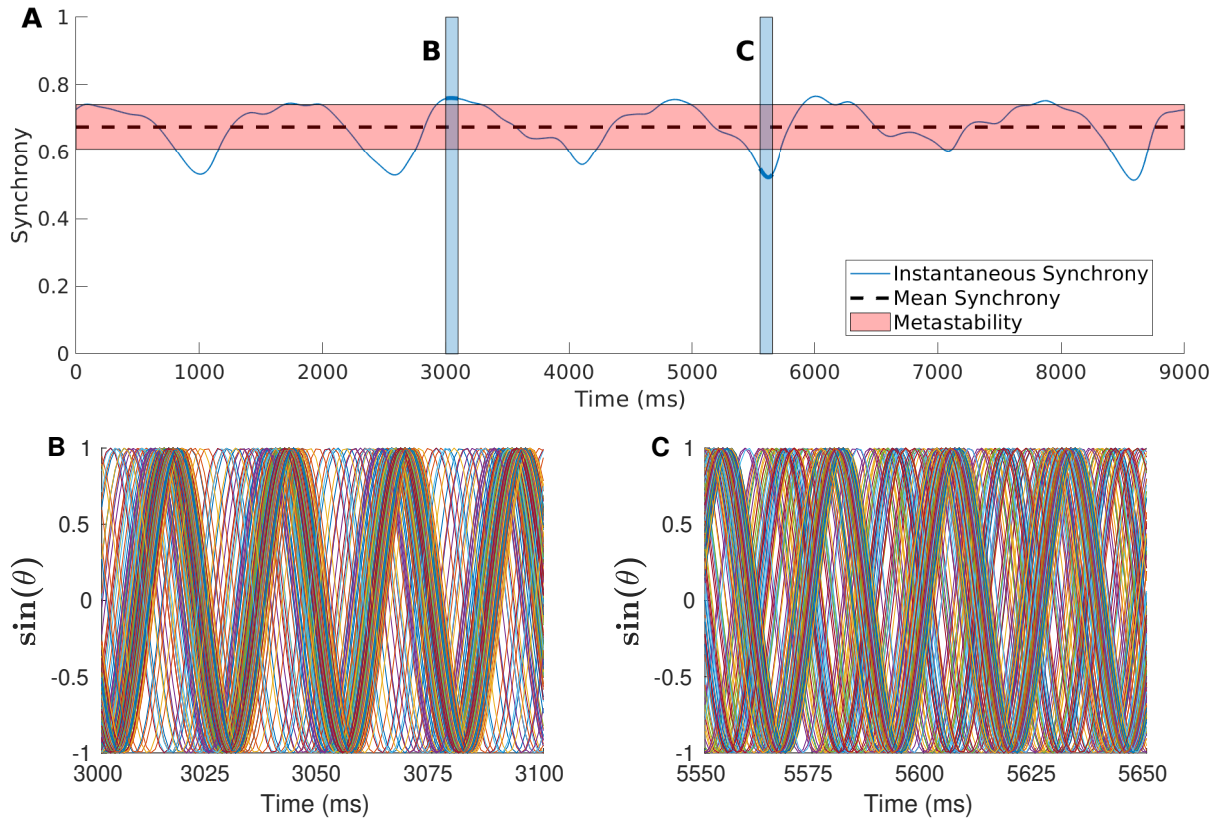 A
1
0.8
0.6
0.4
0.2
0
Synchrony
B
C
Instantaneous Synchrony
Mean Synchrony
Metastability
0 1000 2000 3000 4000 5000 6000 7000 8000 9000
Time (ms)
B
1
0.5
0
-0.5
-1
sin(θ)
3000 3025 3050 3075 3100
Time (ms)
C
1
0.5
0
-0.5
-1
sin(θ)
5550 5575 5600 5625 5650
Time (ms)